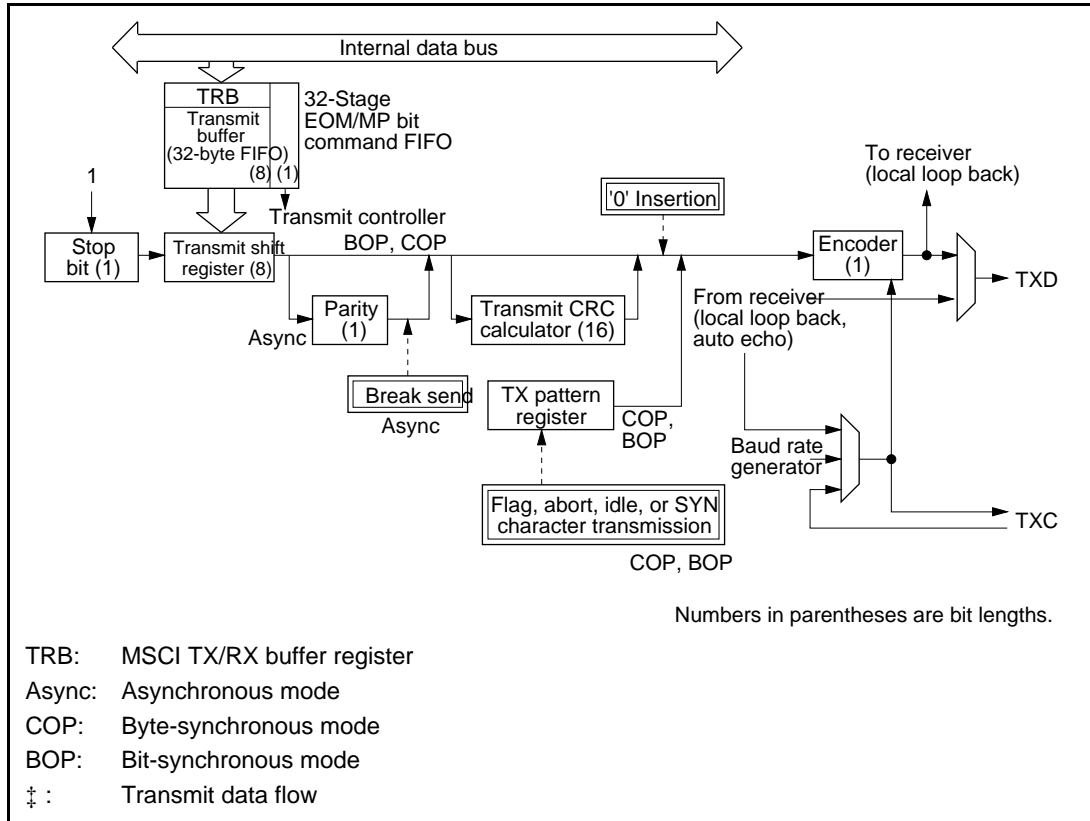 Internal data bus
TRB
Transmit
buffer
(32-byte FIFO)
(8) (1)
32-Stage
EOM/MP bit
command FIFO
1
Transmit controller
BOP, COP
Stop
bit (1)
Transmit shift
register (8)
'0' Insertion
To receiver
(local loop back)
Encoder
(1)
TXD
Async
Parity
(1)
Transmit CRC
calculator (16)
From receiver
(local loop back,
auto echo)
Break send
Async
TX pattern
register
COP,
BOP
Baud rate
generator
Flag, abort, idle, or SYN
character transmission
COP, BOP
TXC
Numbers in parentheses are bit lengths.
TRB: MSCI TX/RX buffer register
Async: Asynchronous mode
COP: Byte-synchronous mode
BOP: Bit-synchronous mode
‡ : Transmit data flow